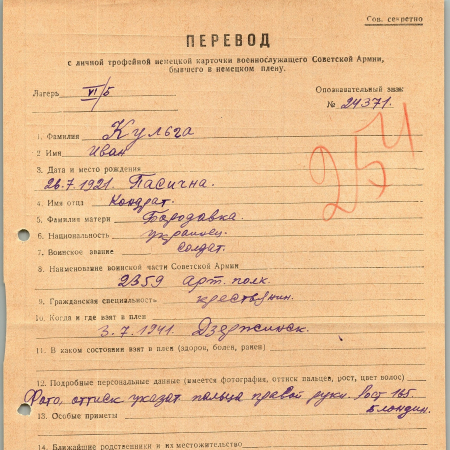 Сов. секретно
ПЕРЕВОД
с личной трофейной немецкой карточки военнослужащего Советской Армии,
бывшего в немецком плену.
Лагерь VI/5
Опознавательный знак
№ 24371.
254
1. Фамилия Кульга
2 Имя Иван
3. Дата и место рождения
26.7.1921. Пасична.
4. Имя отца Кондрат.
5. Фамилия матери Бородавка.
6. Национальность украинец.
7. Воинское звание солдат.
8. Наименование воинской части Советской Армии
2359 арт. полк.
9. Гражданская специальность крестьянин.
10. Когда и где взят в плен
3.7.1941. Дзержинск.
11. В каком состоянии взят в плен (здоров, болен, ранен)
12. Подробные персональные данные (имеется фотография, оттиск пальцев, рост, цвет волос)
Фото, оттиск указат пальца правой руки. Рост 165.
Блондин.
13. Особые приметы
14. Ближайшие родственники и их местожительство